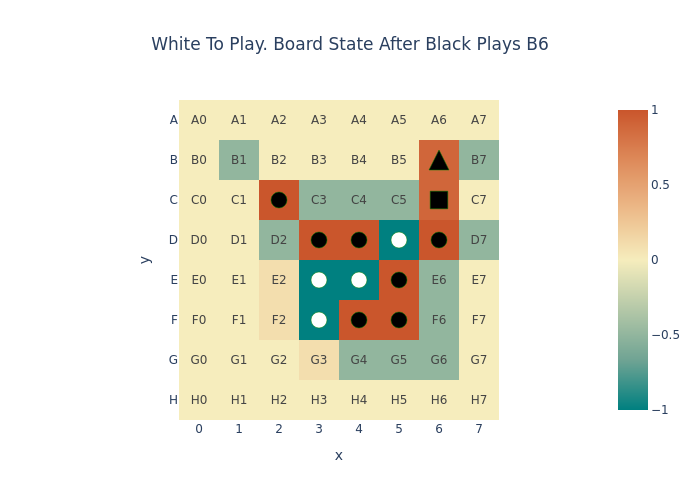 White To Play. Board State After Black Plays B6
A A0 A1 A2 A3 A4 A5 A6 A7
B B0 B1 B2 B3 B4 B5 B7
C C0 C1 C3 C4 C5 C7
D D0 D1 D2 D7
E E0 E1 E2 E6 E7
F F0 F1 F2 F6 F7
G G0 G1 G2 G3 G4 G5 G6 G7
H H0 H1 H2 H3 H4 H5 H6 H7
0 1 2 3 4 5 6 7
x
y
1
0.5
0
−0.5
−1